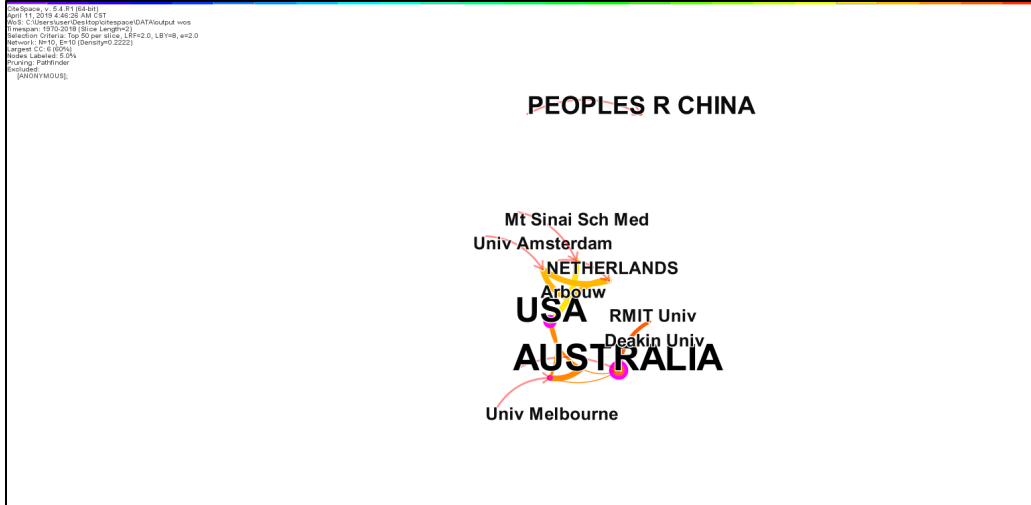 CiteSpace, v. 5.4.R1 (64-bit)
April 11, 2019 4:46:26 AM CST
WoS: C:\Users\user\Desktop\citespace\DATA\output wos
Timespan: 1970-2018 (Slice Length=2)
Selection Criteria: Top 50 per slice, LRF=2.0, LBY=8, e=2.0
Network: N=10, E=10 (Density=0.2222)
Largest CC: 6 (60%)
Nodes Labeled: 5.0%
Pruning: Pathfinder
Excluded:
[ANONYMOUS];
PEOPLES R CHINA
Mt Sinai Sch Med
Univ Amsterdam
NETHERLANDS
Arbouw
USA
RMIT Univ
Deakin Univ
AUSTRALIA
Univ Melbourne